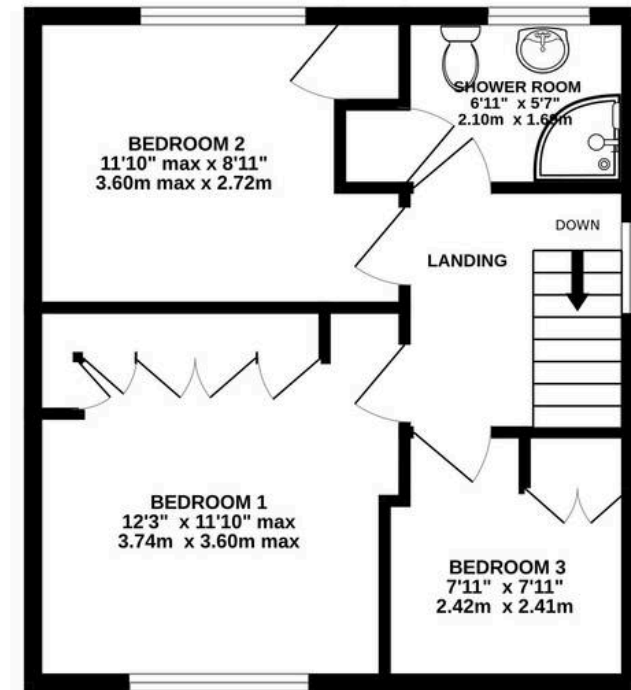 SHOWER ROOM
6'11" x 5'7"
2.10m x 1.69m
BEDROOM 2
11'10" max x 8'11"
3.60m max x 2.72m
DOWN
LANDING
BEDROOM 1
12'3" x 11'10" max
3.74m x 3.60m max
BEDROOM 3
7'11" x 7'11"
2.42m x 2.41m